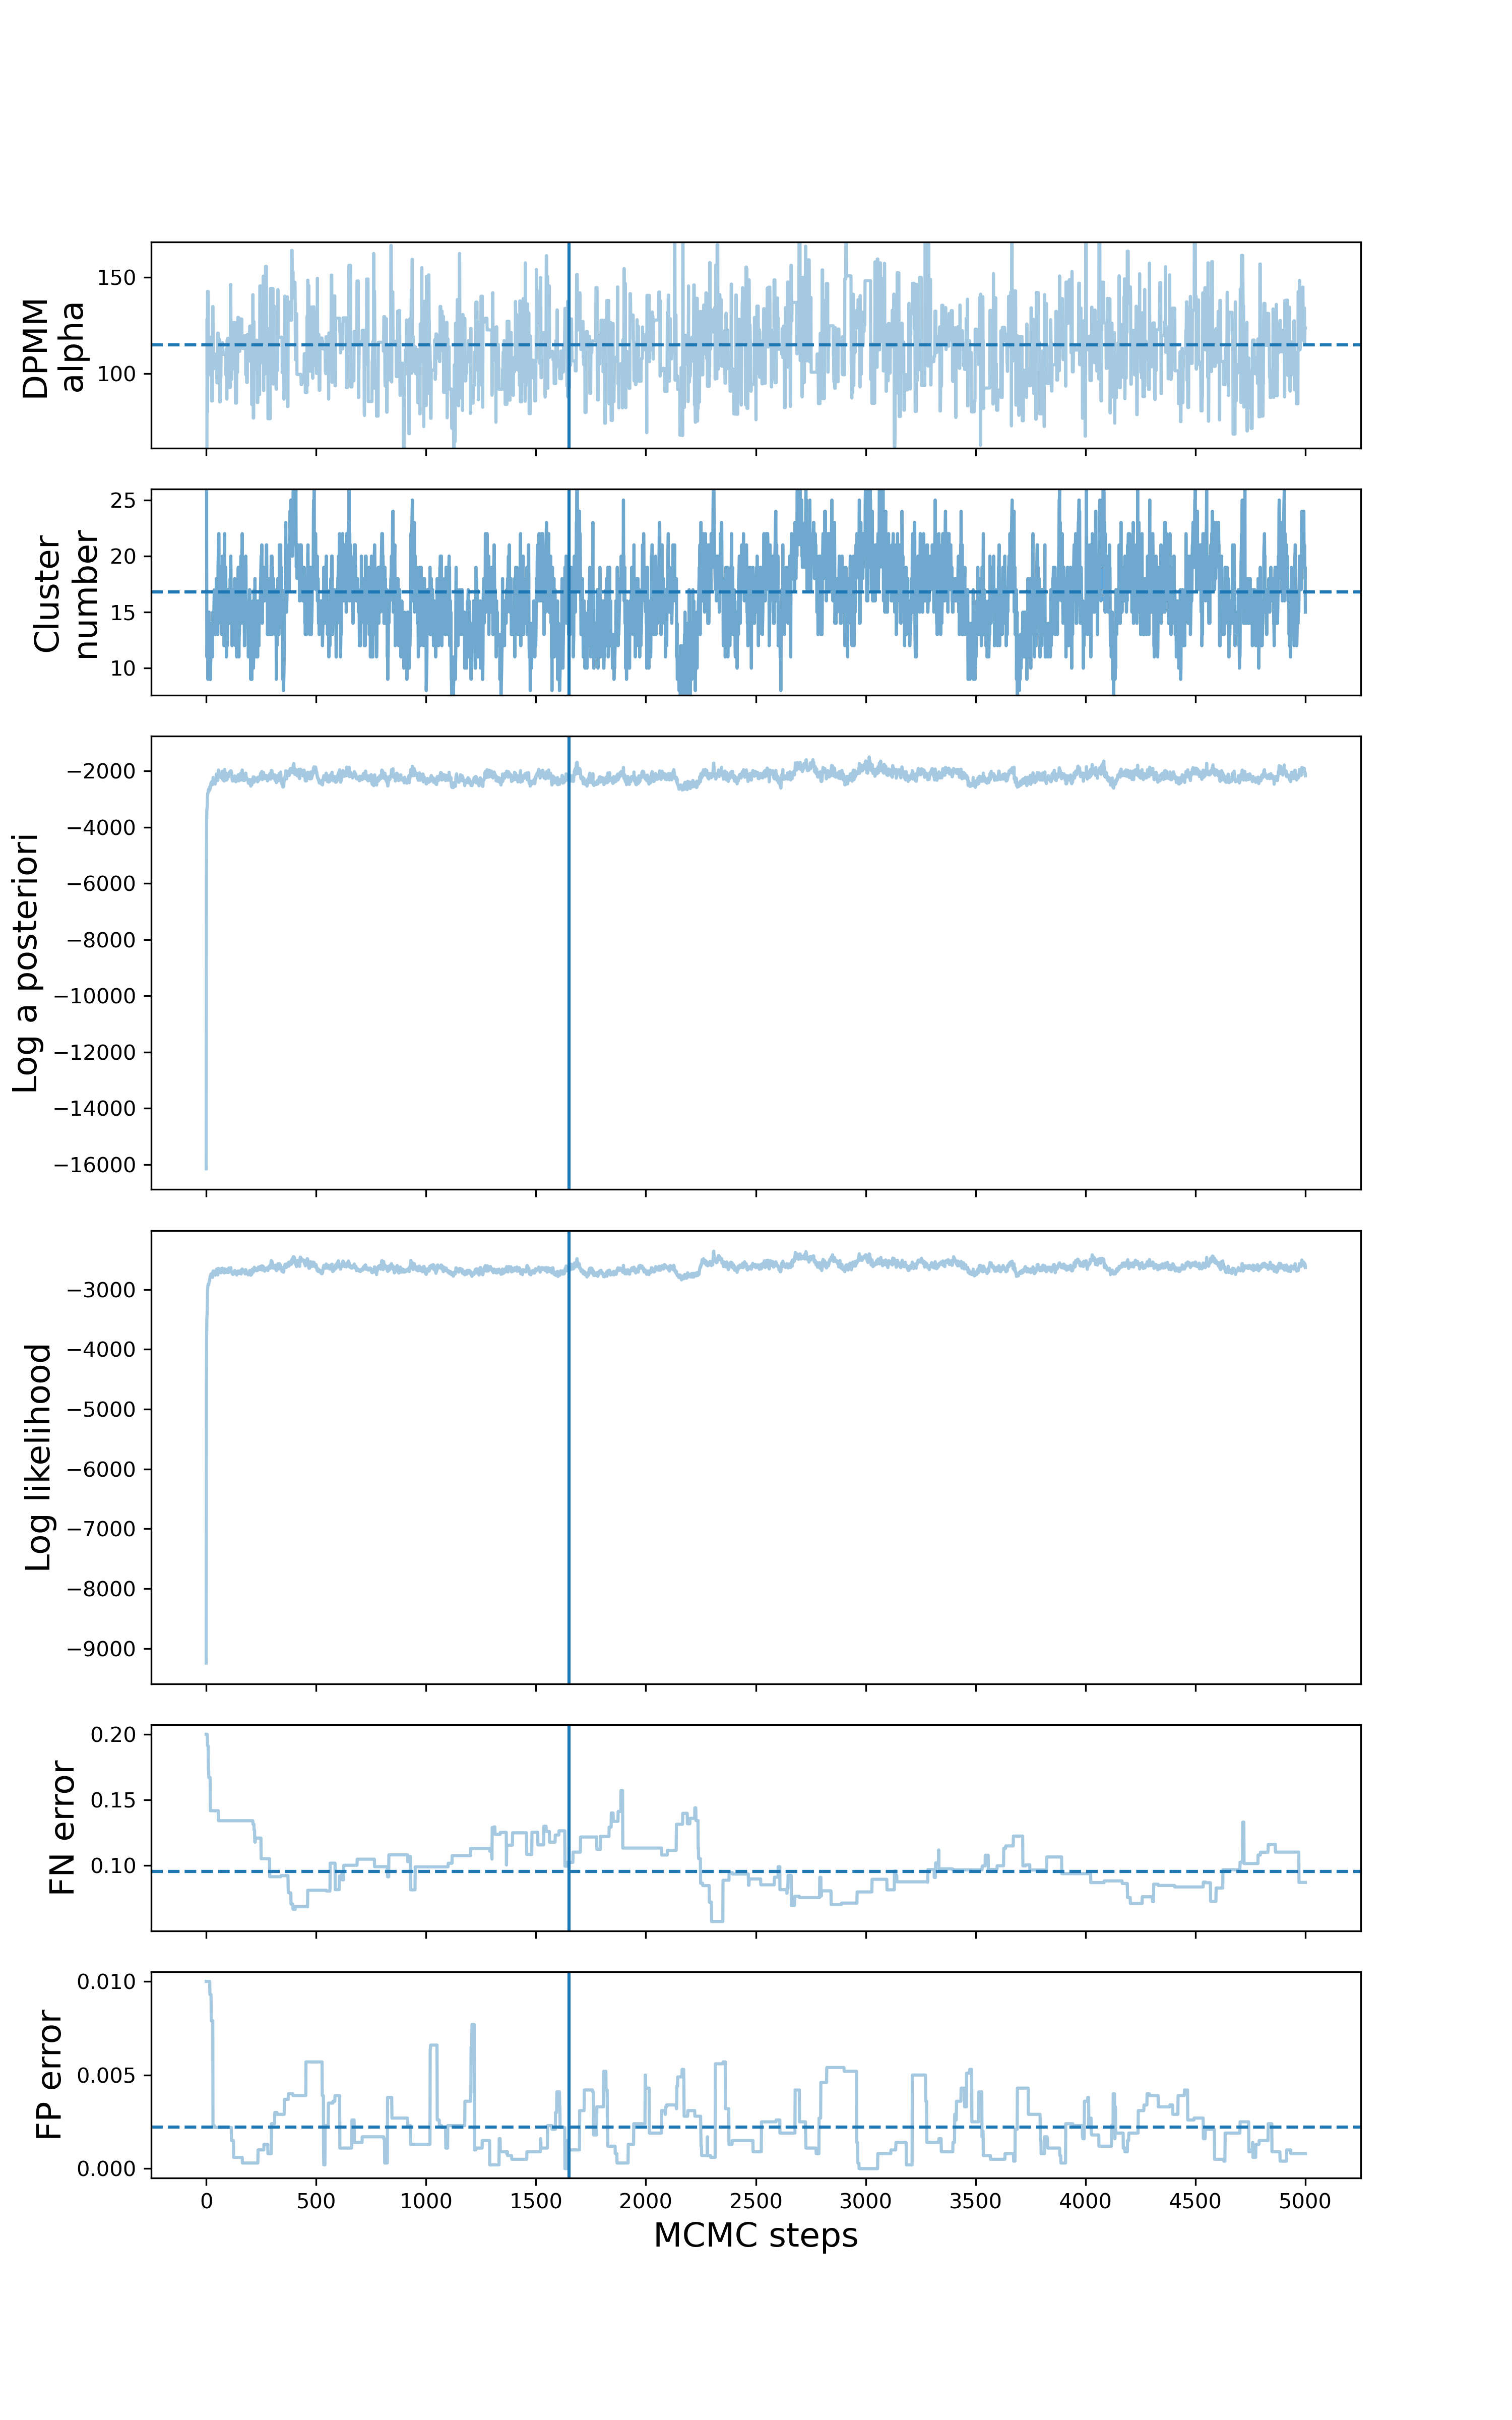 DPMM
alpha
150
100
Cluster
number
25
20
15
10
Log a posteriori
−2000
−4000
−6000
−8000
−10000
−12000
−14000
−16000
Log likelihood
−3000
−4000
−5000
−6000
−7000
−8000
−9000
FN error
0.20
0.15
0.10
FP error
0.010
0.005
0.000
0 500 1000 1500 2000 2500 3000 3500 4000 4500 5000
MCMC steps